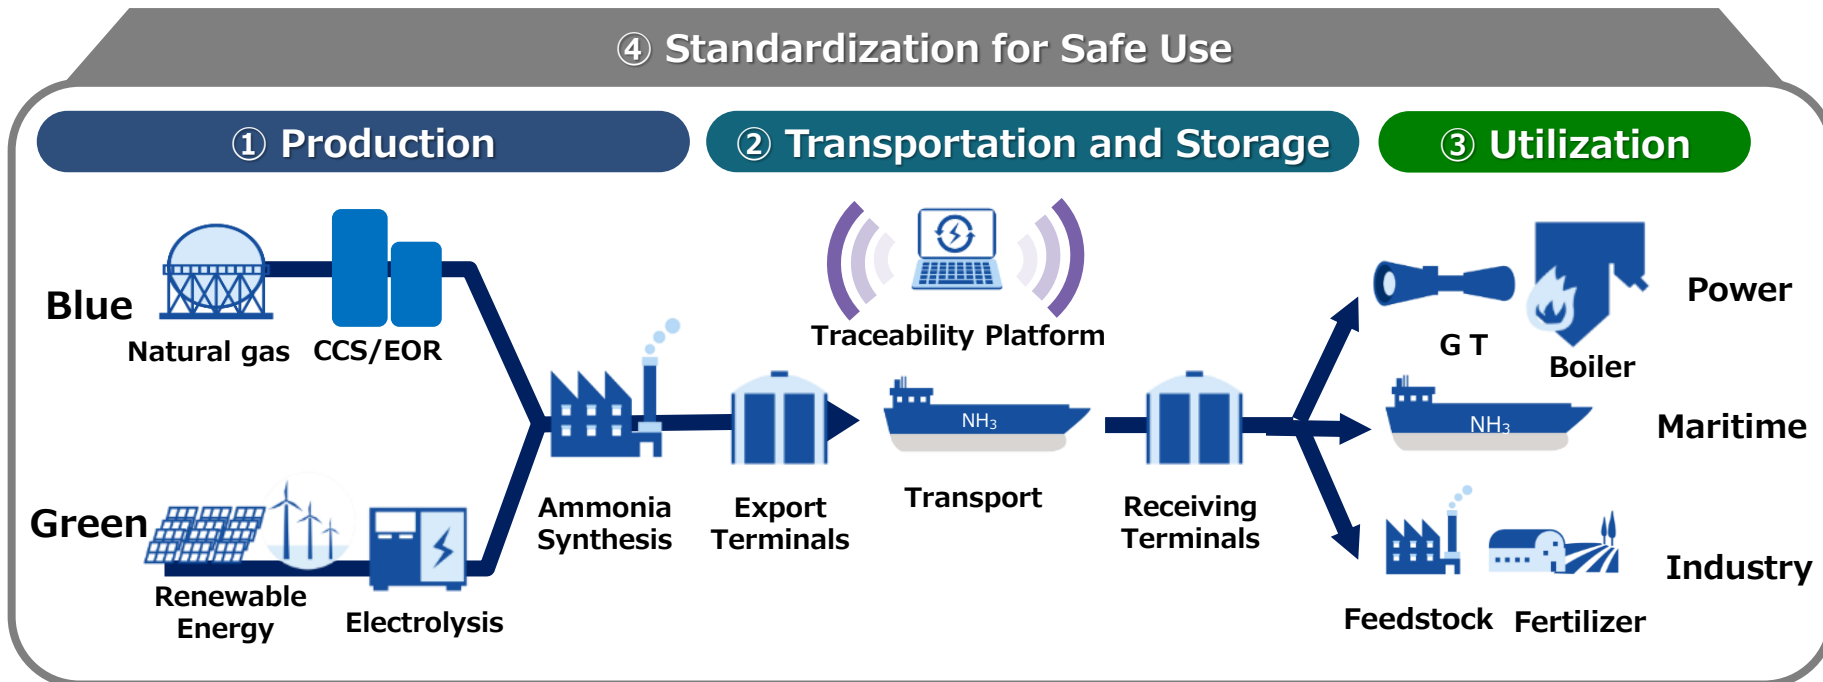 ④ Standardization for Safe Use
① Production
② Transportation and Storage
③ Utilization
Blue
Natural gas
CCS/EOR
Green
Renewable
Energy
Electrolysis
Ammonia
Synthesis
Traceability Platform
Export
Terminals
NH₃
Transport
Receiving
Terminals
G T
Boiler
Power
NH₃
Maritime
Feedstock
Fertilizer
Industry